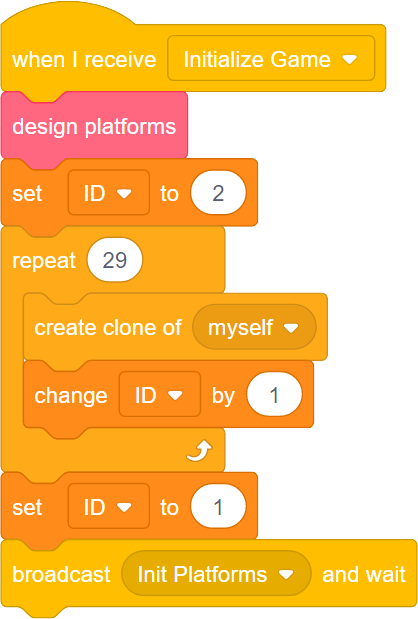 when I receive Initialize Game
design platforms
set ID to 2
repeat 29
create clone of myself
change ID by 1
set ID to 1
broadcast Init Platforms and wait